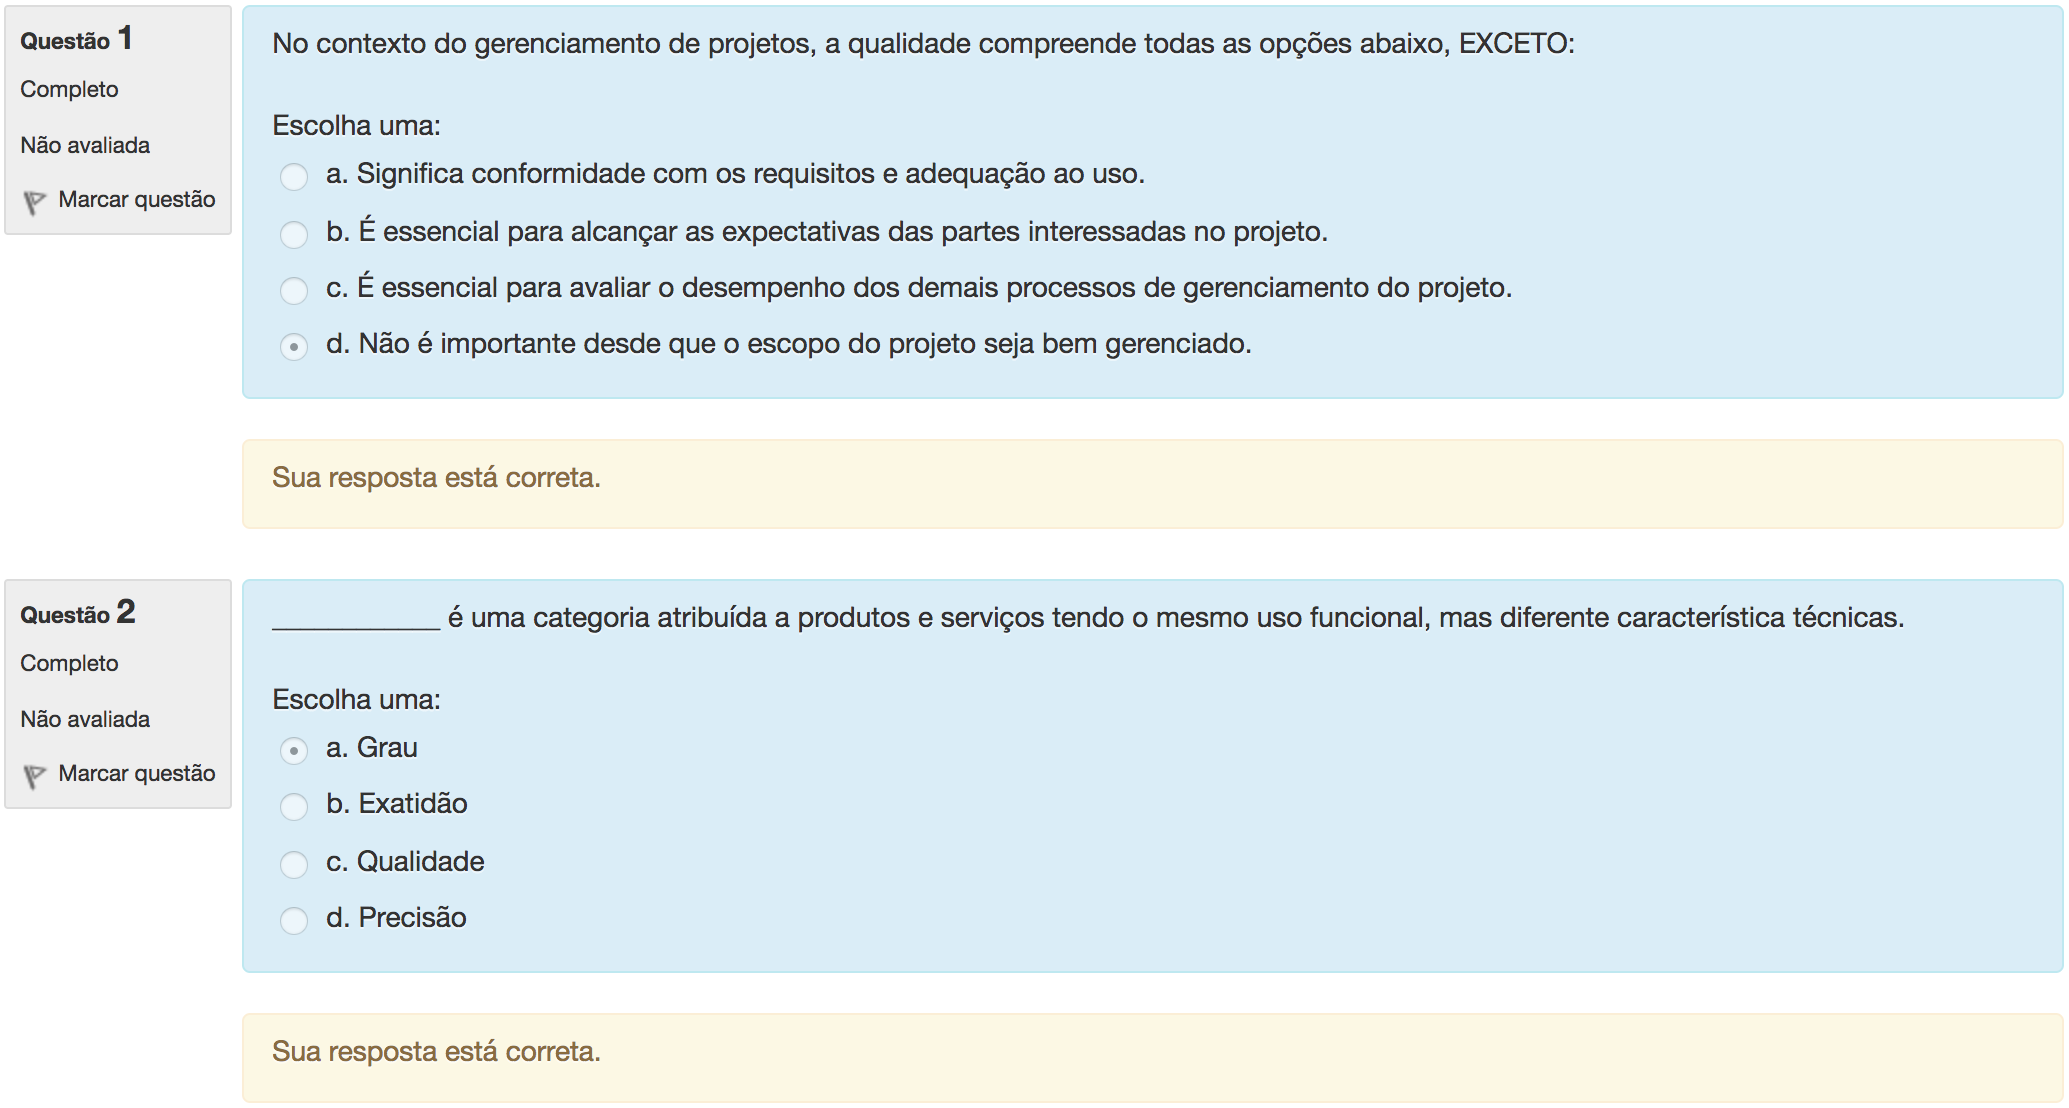 Questão 1
Completo
Não avaliada
Marcar questão
No contexto do gerenciamento de projetos, a qualidade compreende todas as opções abaixo, EXCETO:
Escolha uma:
a. Significa conformidade com os requisitos e adequação ao uso.
b. É essencial para alcançar as expectativas das partes interessadas no projeto.
c. É essencial para avaliar o desempenho dos demais processos de gerenciamento do projeto.
d. Não é importante desde que o escopo do projeto seja bem gerenciado.
Sua resposta está correta.
Questão 2
Completo
Não avaliada
Marcar questão
___________ é uma categoria atribuída a produtos e serviços tendo o mesmo uso funcional, mas diferente característica técnicas.
Escolha uma:
a. Grau
b. Exatidão
c. Qualidade
d. Precisão
Sua resposta está correta.